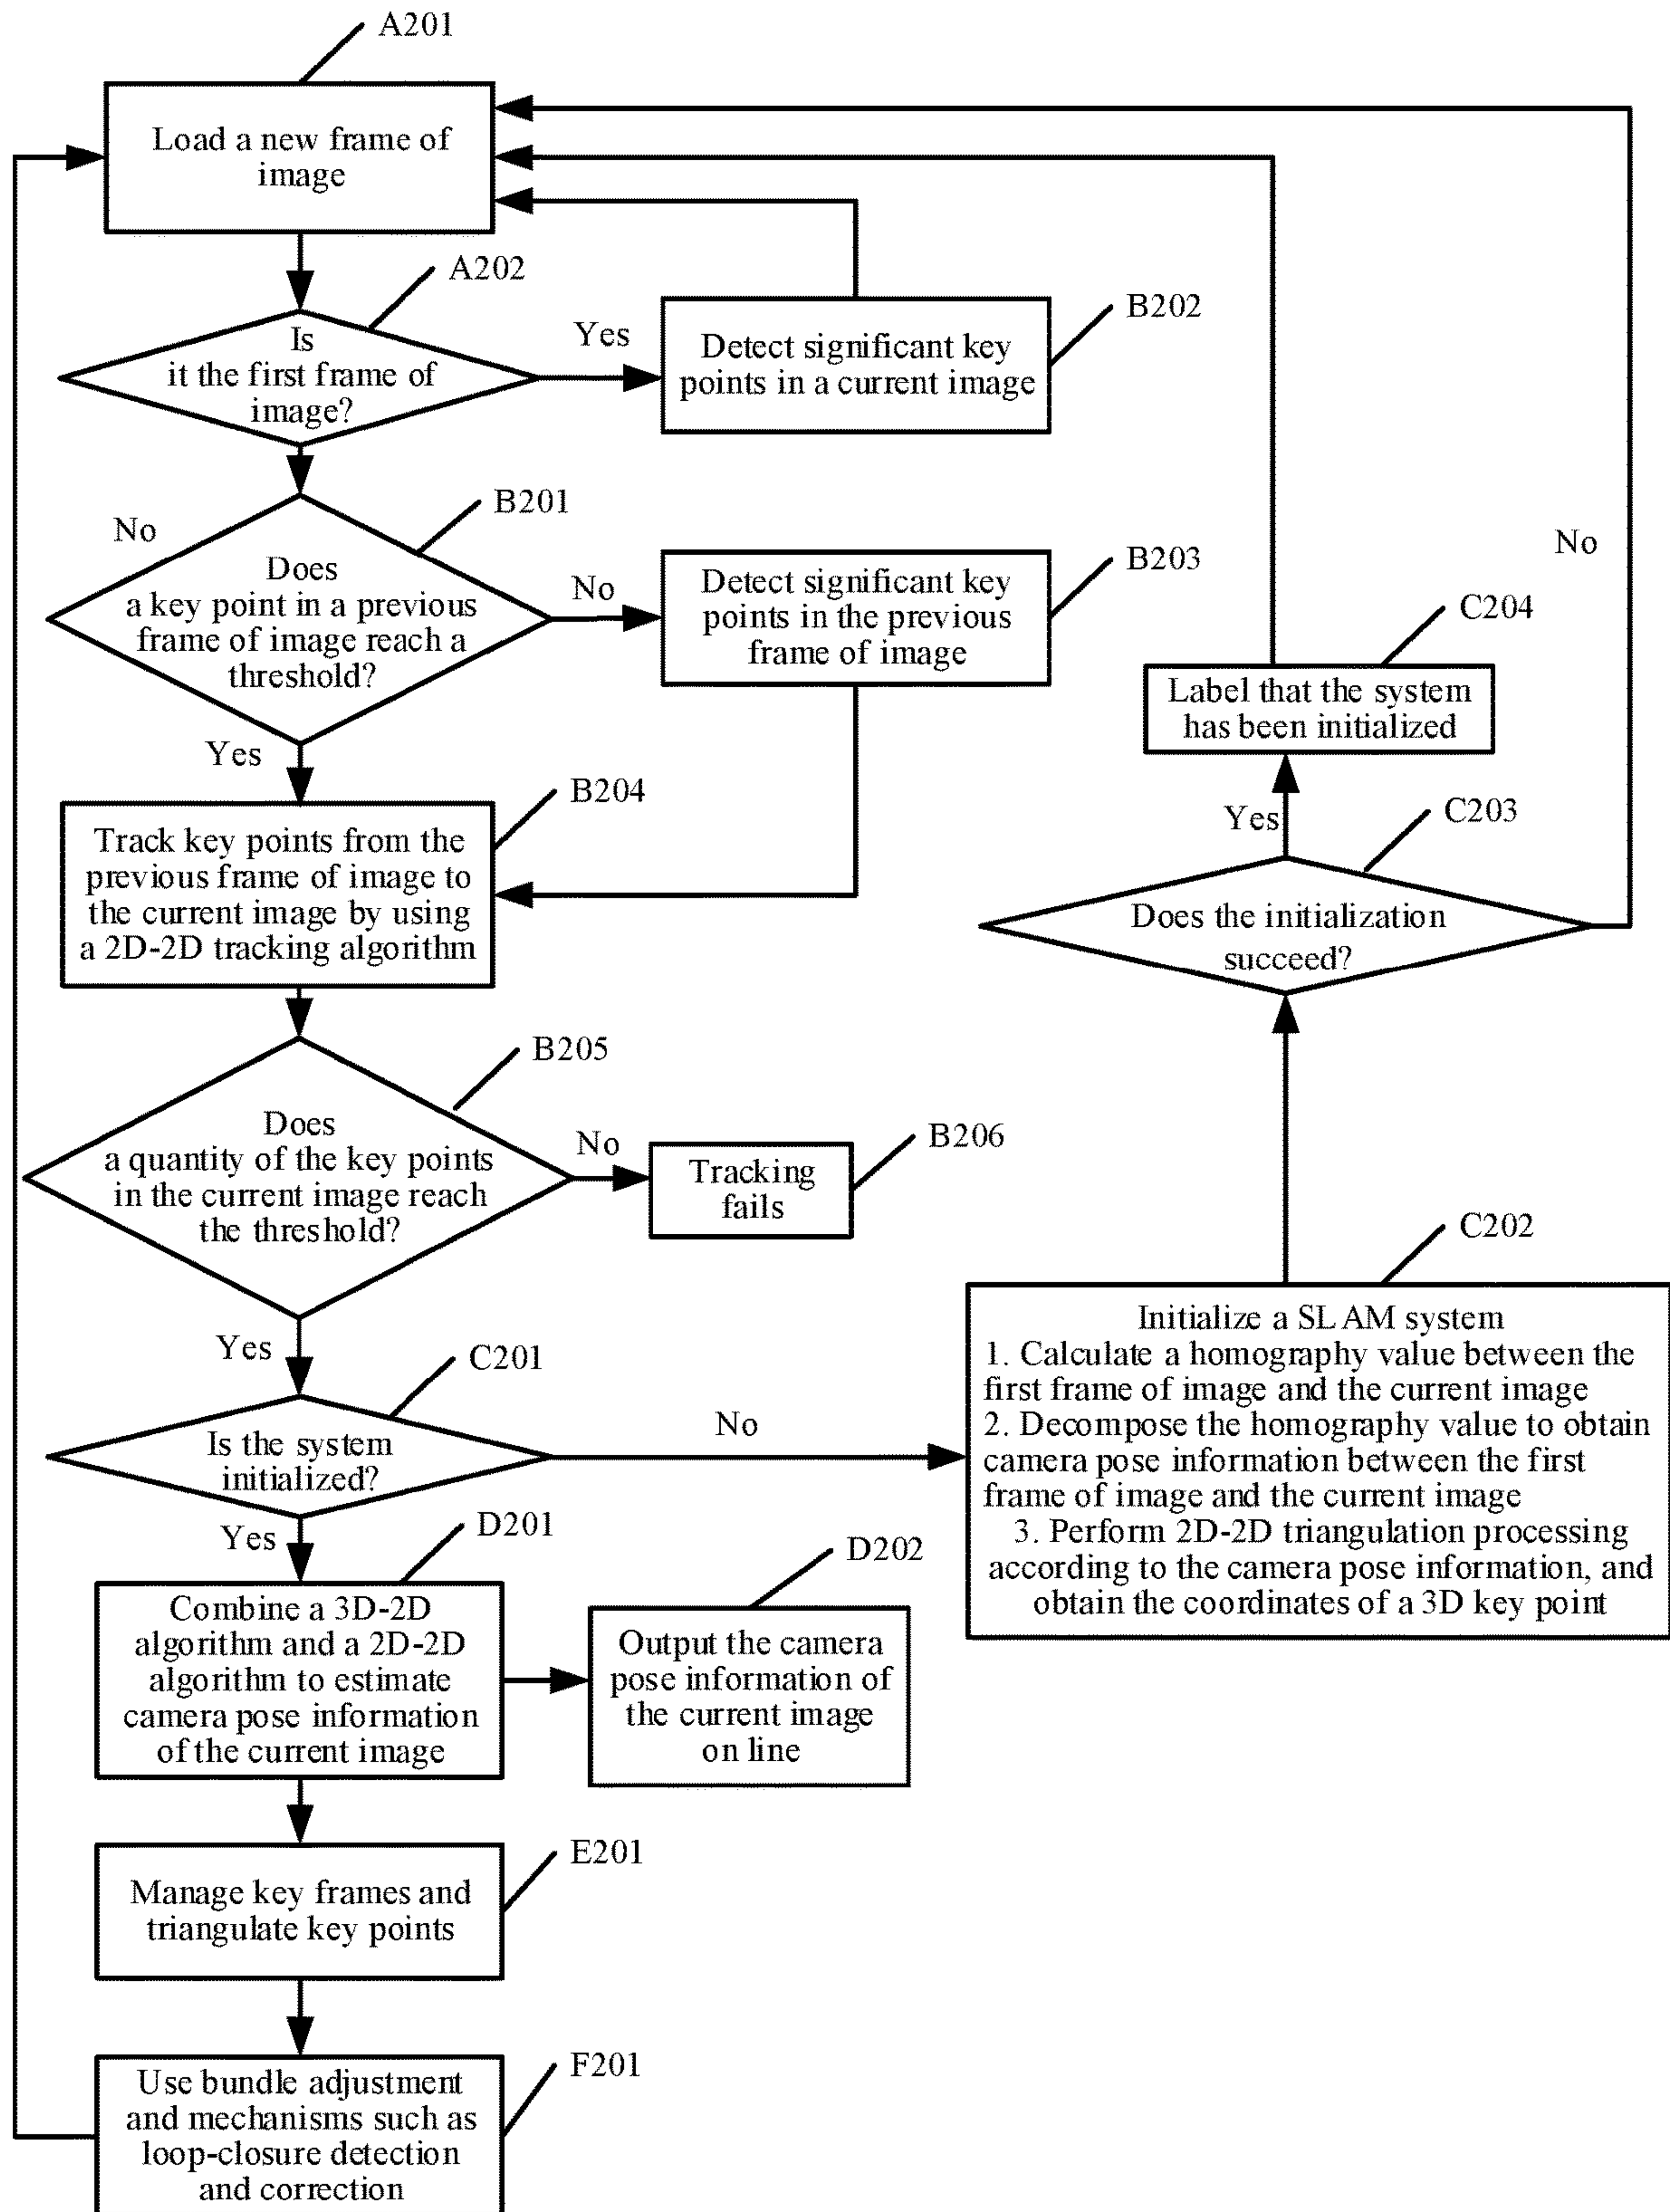 A201
Load a new frame of
image
A202
Is
it the first frame of
image?
Yes
Detect significant key
points in a current image
B202
No
B201
Does
a key point in a previous
frame of image reach a
threshold?
No
Detect significant key
points in the previous
frame of image
B203
No
C204
Label that the system
has been initialized
Yes
B204
Track key points from the
previous frame of image to
the current image by using
a 2D-2D tracking algorithm
Yes
C203
Does the initialization
succeed?
B205
Does
a quantity of the key points
in the current image reach
the threshold?
No
Tracking
fails
B206
C202
Initialize a SLAM system
1. Calculate a homography value between the
first frame of image and the current image
2. Decompose the homography value to obtain
camera pose information between the first
frame of image and the current image
3. Perform 2D-2D triangulation processing
according to the camera pose information, and
obtain the coordinates of a 3D key point
Yes
C201
Is the system
initialized?
No
Yes
D201
Combine a 3D-2D
algorithm and a 2D-2D
algorithm to estimate
camera pose information
of the current image
D202
Output the camera
pose information of
the current image
on line
E201
Manage key frames and
triangulate key points
F201
Use bundle adjustment
and mechanisms such as
loop-closure detection
and correction